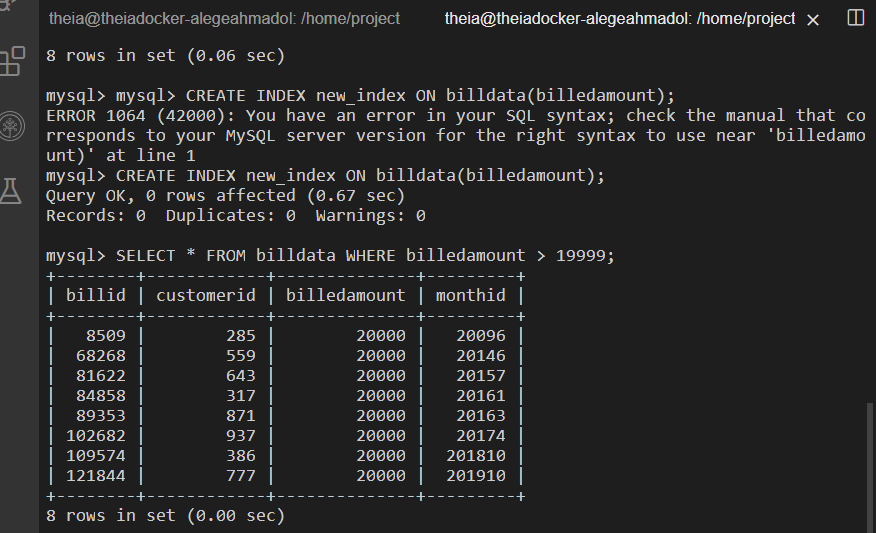 theia@theiadocker-alegeahmadol: /home/project
theia@theiadocker-alegeahmadol: /home/project ×
8 rows in set (0.06 sec)
mysql> mysql> CREATE INDEX new_index ON billdata(billedamount);
ERROR 1064 (42000): You have an error in your SQL syntax; check the manual that co
rresponds to your MySQL server version for the right syntax to use near 'billedamo
unt)' at line 1
mysql> CREATE INDEX new_index ON billdata(billedamount);
Query OK, 0 rows affected (0.67 sec)
Records: 0  Duplicates: 0  Warnings: 0
mysql> SELECT * FROM billdata WHERE billedamount > 19999;
+--------+------------+--------------+---------+
| billid | customerid | billedamount | monthid |
+--------+------------+--------------+---------+
|   8509 |        285 |        20000 |   20096 |
|  68268 |        559 |        20000 |   20146 |
|  81622 |        643 |        20000 |   20157 |
|  84858 |        317 |        20000 |   20161 |
|  89353 |        871 |        20000 |   20163 |
| 102682 |        937 |        20000 |   20174 |
| 109574 |        386 |        20000 |  201810 |
| 121844 |        777 |        20000 |  201910 |
+--------+------------+--------------+---------+
8 rows in set (0.00 sec)